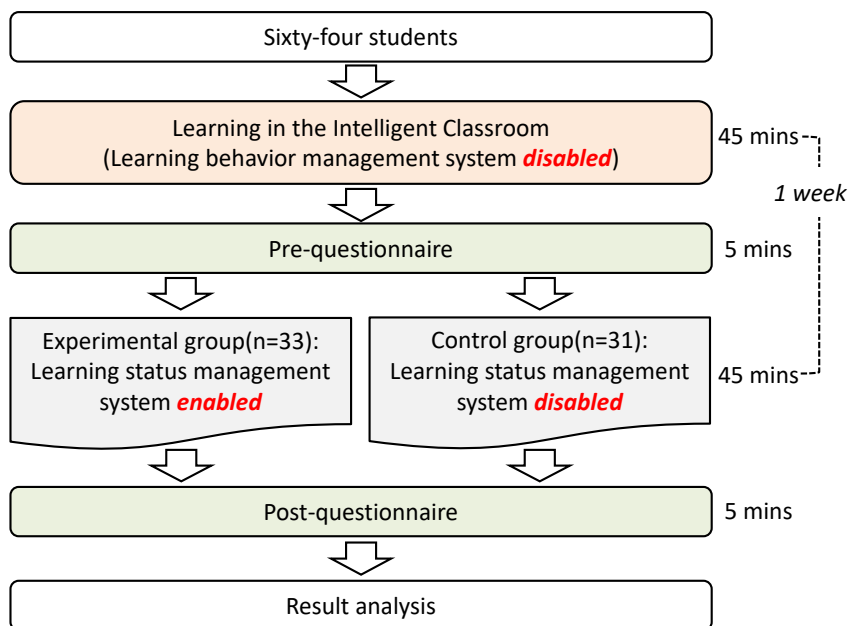 Sixty-four students
Learning in the Intelligent Classroom
(Learning behavior management system disabled)
45 mins
1 week
Pre-questionnaire
5 mins
Experimental group(n=33):
Learning status management
system enabled
Control group(n=31):
Learning status management
system disabled
45 mins
Post-questionnaire
5 mins
Result analysis